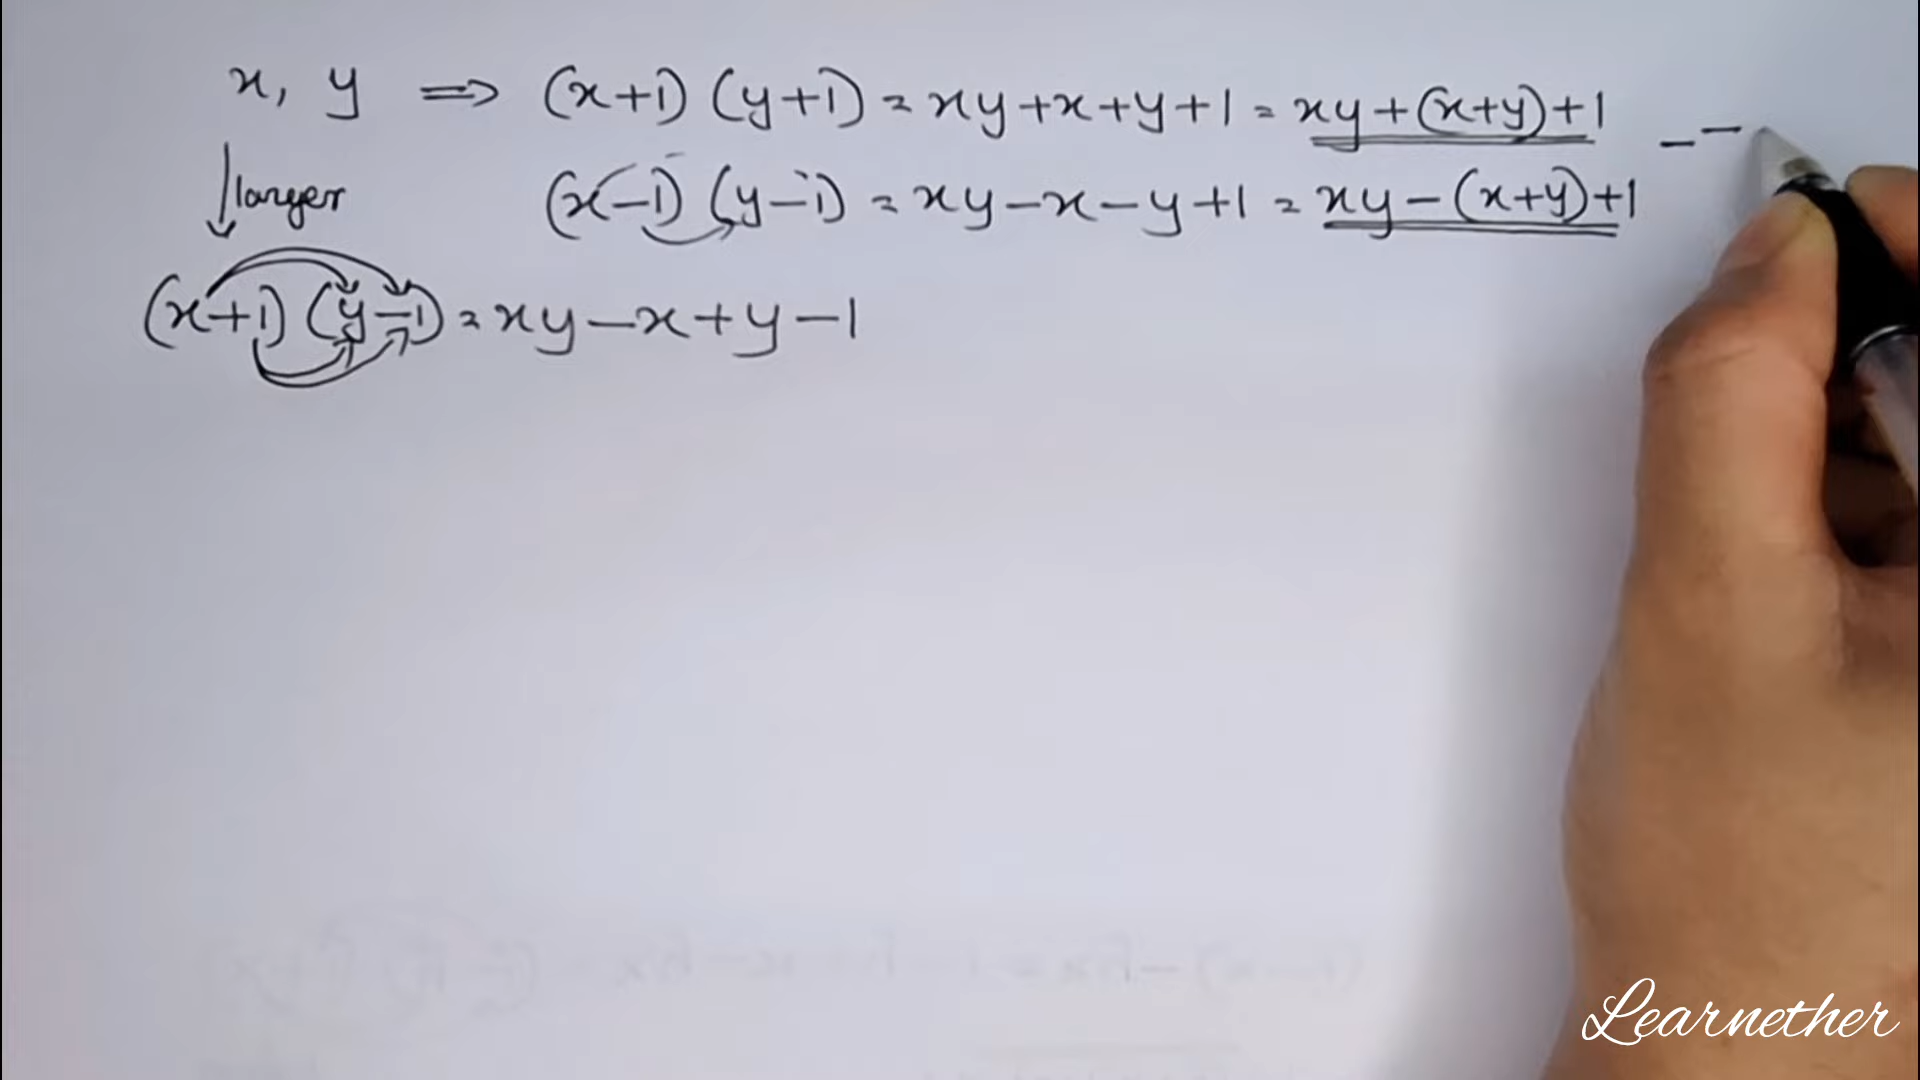 x, y ⟹ (x+1) (y+1) = xy+x+y+1 = xy+(x+y)+1 --
larger (x-1) (y-1) = xy-x-y+1 = xy-(x+y)+1
(x+1) (y-1) = xy-x+y-1
Learnether